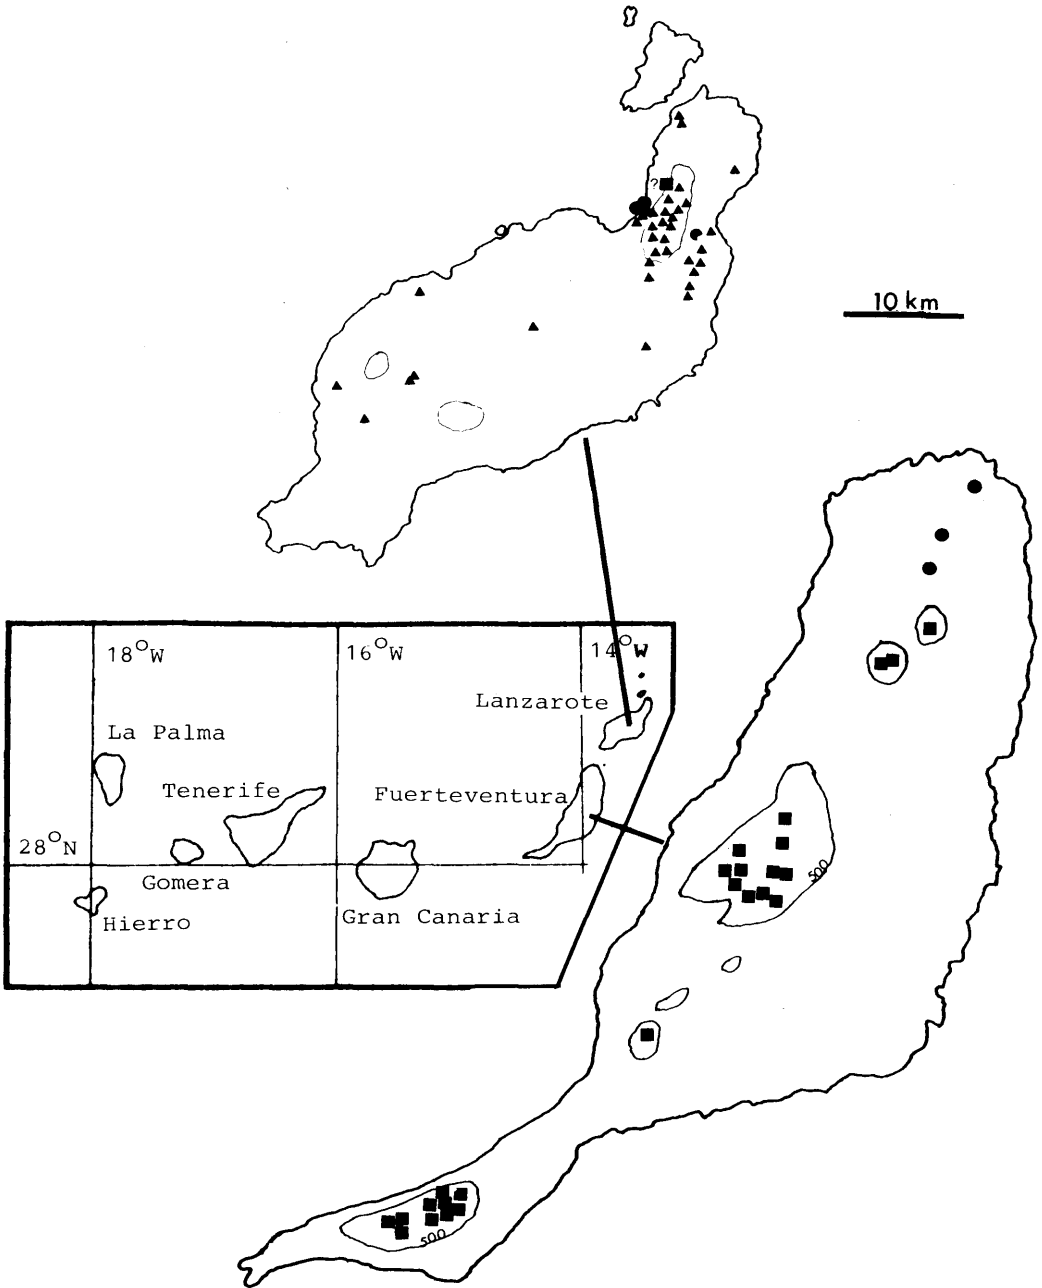 ?
10 km
18°W
16°W
14°W
Lanzarote
La Palma
Tenerife
Fuerteventura
28°N
Gomera
Hierro
Gran Canaria
500
500